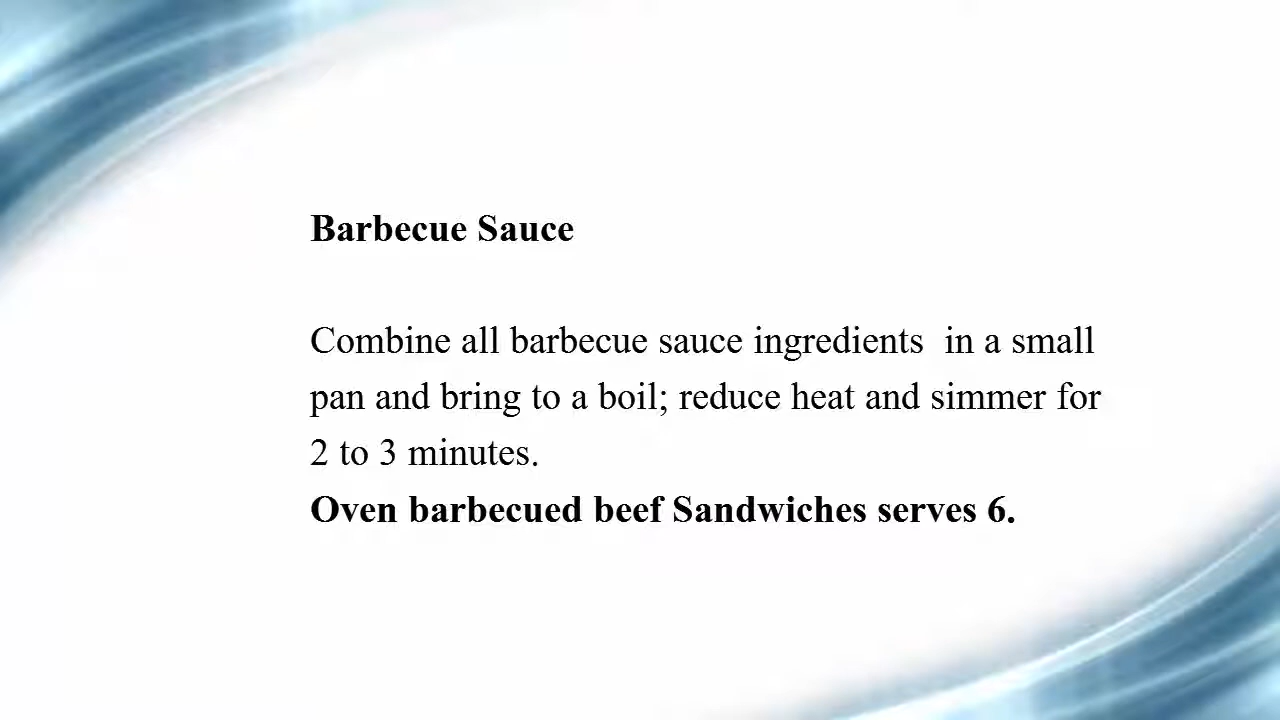 Barbecue Sauce
Combine all barbecue sauce ingredients  in a small
pan and bring to a boil; reduce heat and simmer for
2 to 3 minutes.
Oven barbecued beef Sandwiches serves 6.